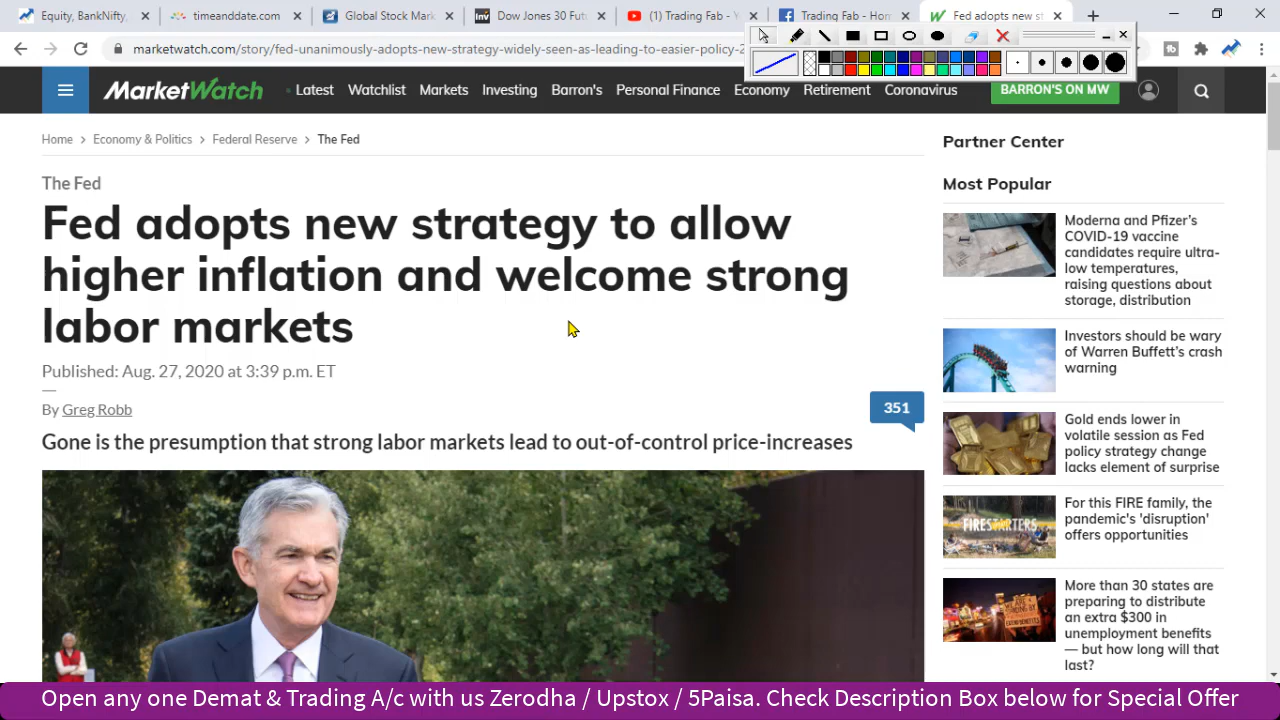 Equity, BankNifty,
timeanddate.com
Global Stock Mark
Dow Jones 30 Fut
(1) Trading Fab - Y
Trading Fab - Hom
Fed adopts new st
marketwatch.com/story/fed-unanimously-adopts-new-strategy-widely-seen-as-leading-to-easier-policy-2
MarketWatch
Latest
Watchlist
Markets
Investing
Barron's
Personal Finance
Economy
Retirement
Coronavirus
BARRON'S ON MW
Home > Economy & Politics > Federal Reserve > The Fed
The Fed
Fed adopts new strategy to allow
higher inflation and welcome strong
labor markets
Published: Aug. 27, 2020 at 3:39 p.m. ET
By Greg Robb
351
Gone is the presumption that strong labor markets lead to out-of-control price-increases
Partner Center
Most Popular
Moderna and Pfizer's
COVID-19 vaccine
candidates require ultra-
low temperatures,
raising questions about
storage, distribution
Investors should be wary
of Warren Buffett's crash
warning
Gold ends lower in
volatile session as Fed
policy strategy change
lacks element of surprise
FIRESTARTERS
For this FIRE family, the
pandemic's 'disruption'
offers opportunities
More than 30 states are
preparing to distribute
an extra $300 in
unemployment benefits
— but how long will that
last?
Open any one Demat & Trading A/c with us Zerodha / Upstox / 5Paisa. Check Description Box below for Special Offer